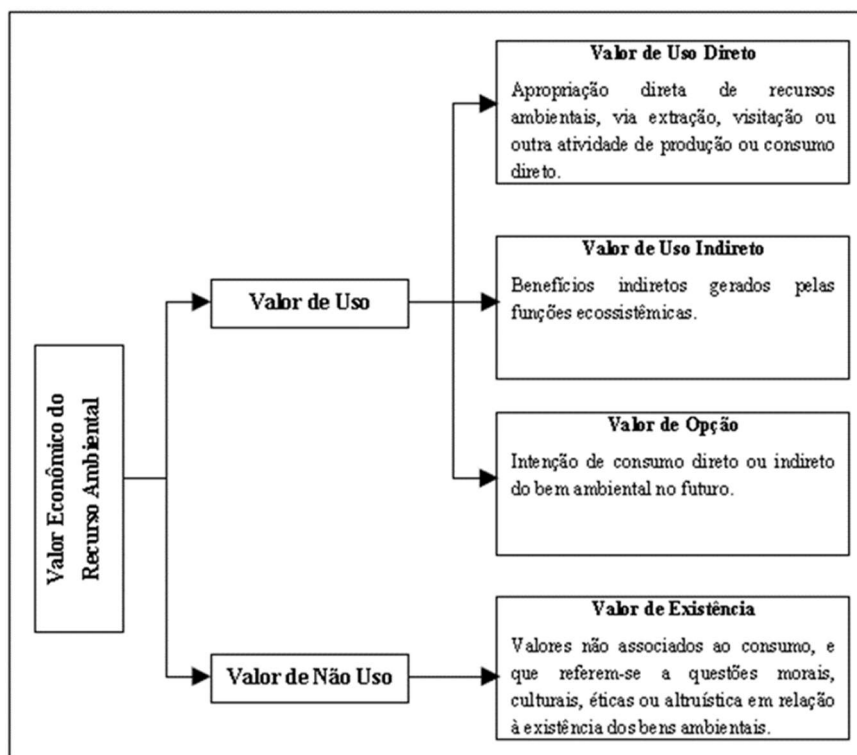 Valor Econômico do
Recurso Ambiental
Valor de Uso
Valor de Uso Direto
Apropriação direta de recursos
ambientais, via extração, visitação ou
outra atividade de produção ou consumo
direto.
Valor de Uso Indireto
Benefícios indiretos gerados pelas
funções ecossistêmicas.
Valor de Opção
Intenção de consumo direto ou indireto
do bem ambiental no futuro.
Valor de Não Uso
Valor de Existência
Valores não associados ao consumo, e
que referem-se a questões morais,
culturais, éticas ou altruística em relação
à existência dos bens ambientais.